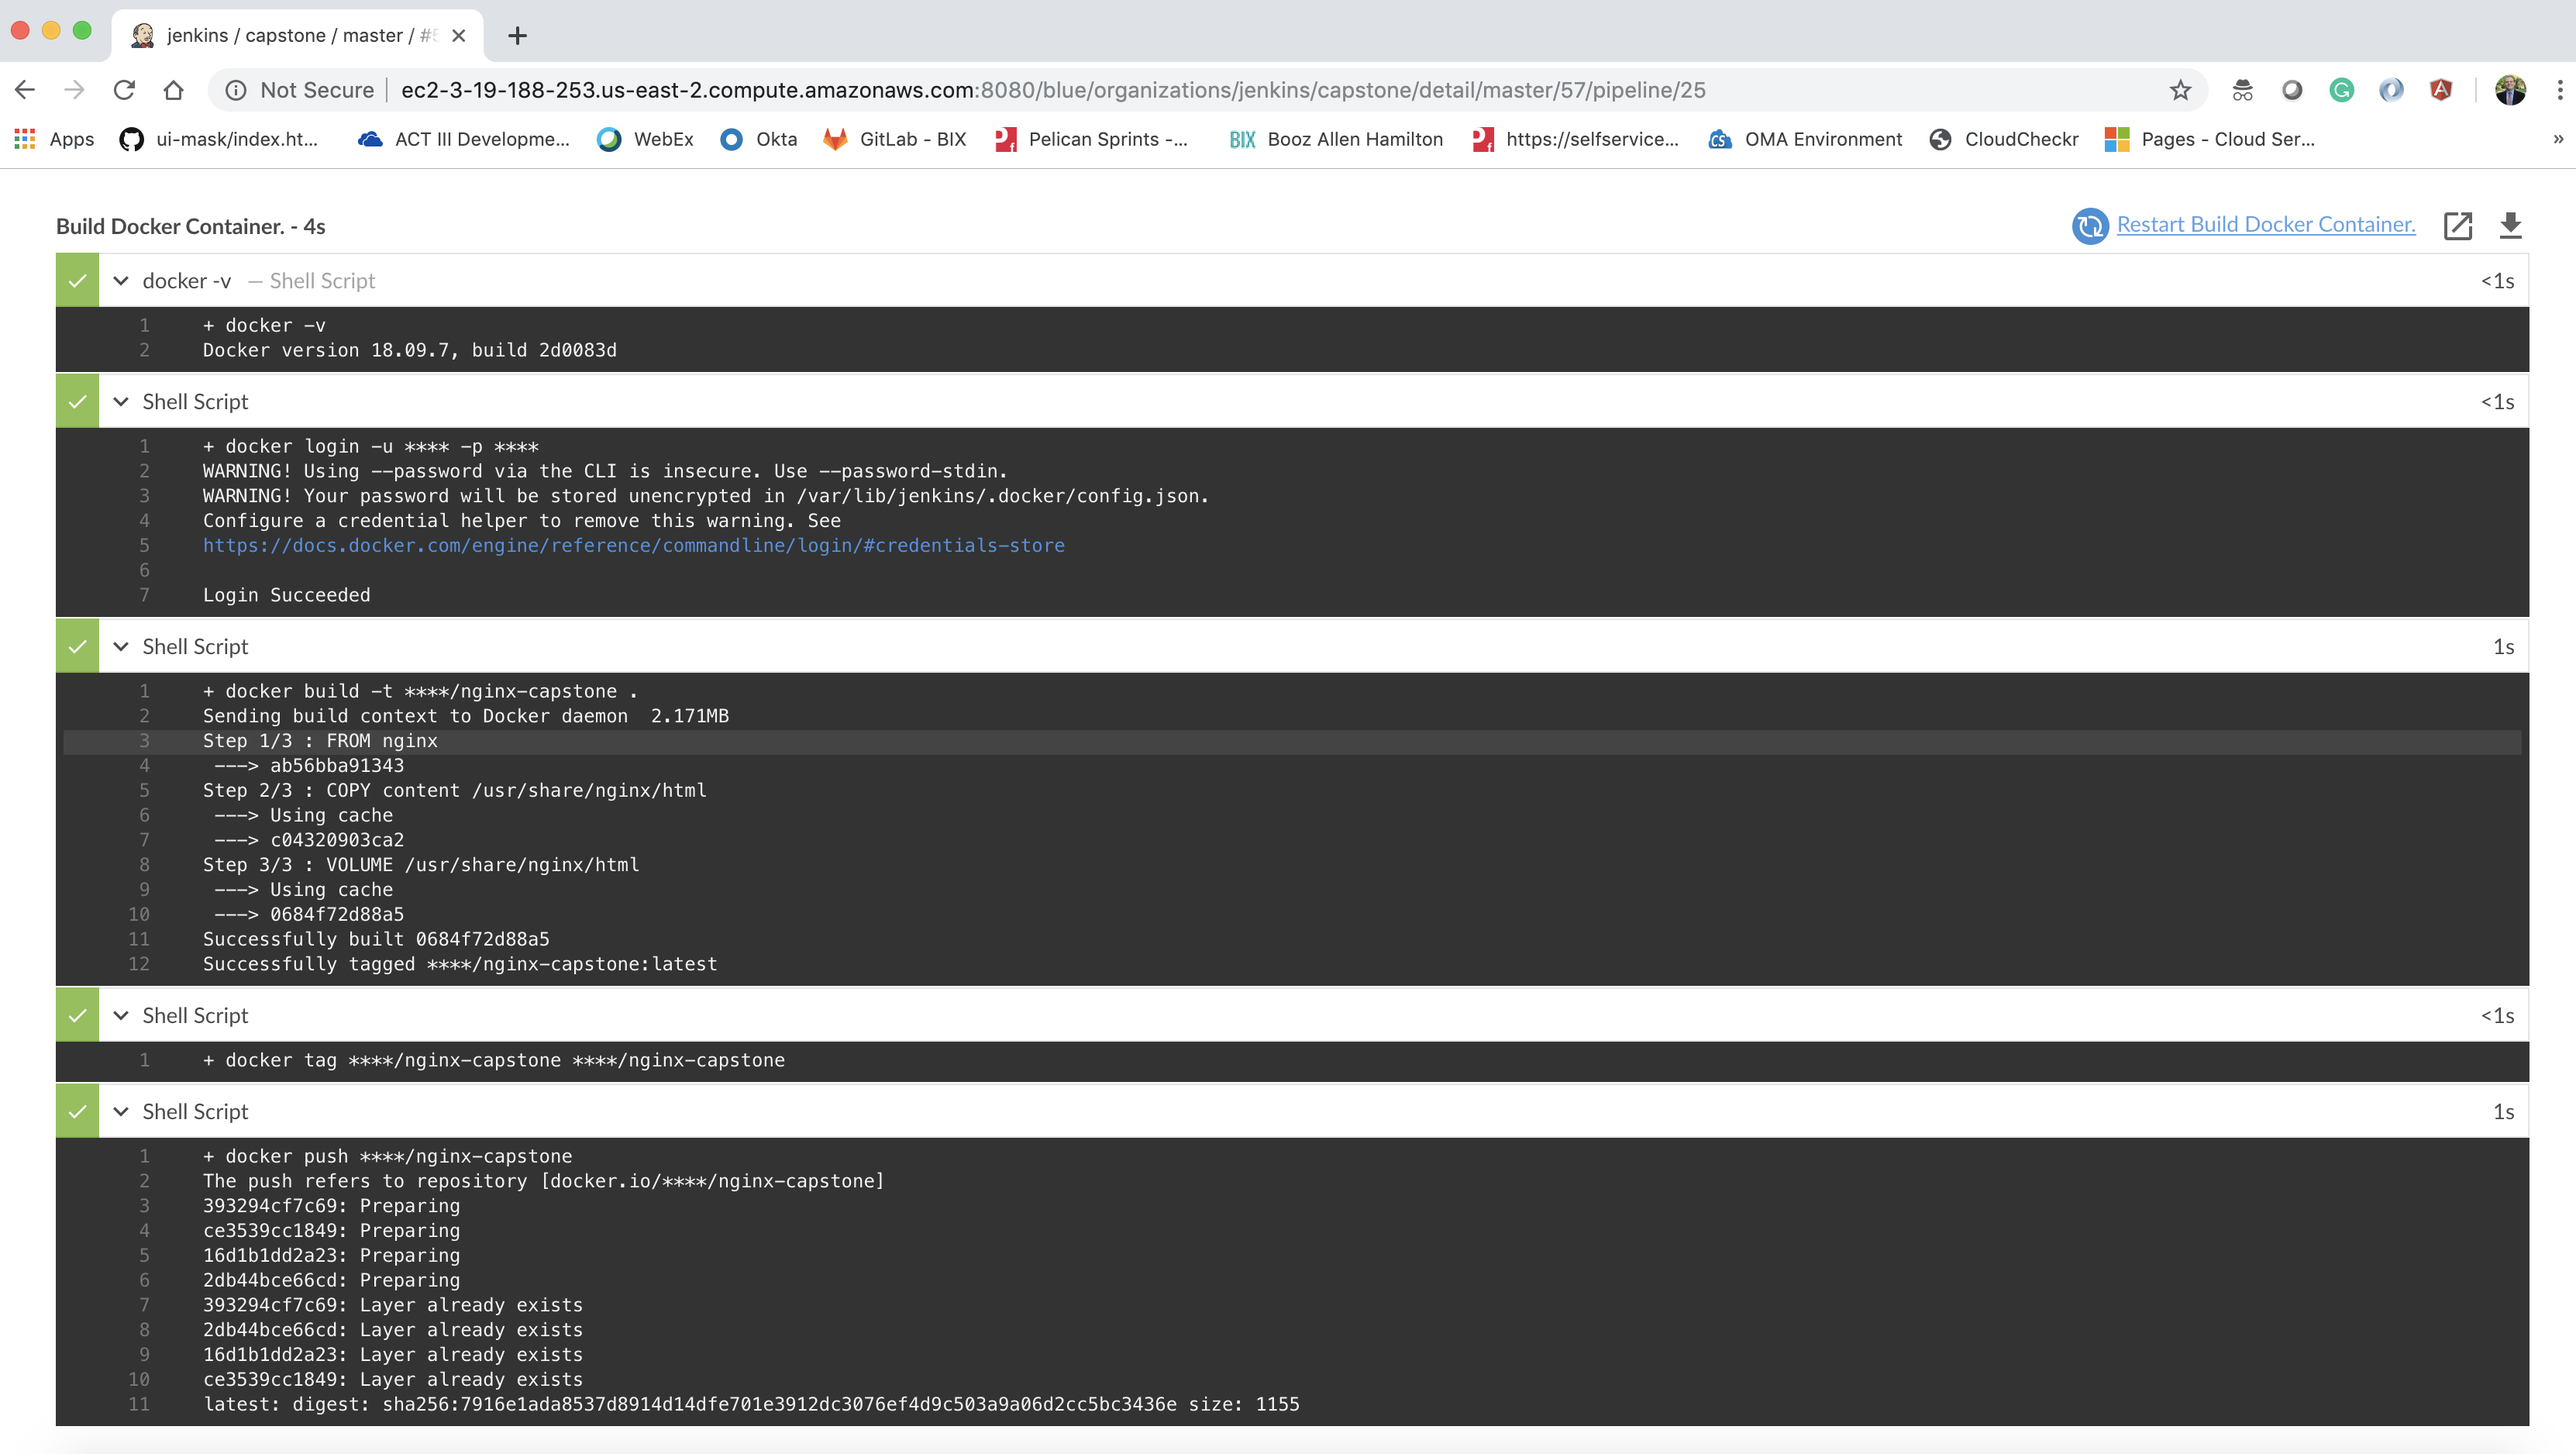 jenkins / capstone / master / #5
Not Secure ec2-3-19-188-253.us-east-2.compute.amazonaws.com:8080/blue/organizations/jenkins/capstone/detail/master/57/pipeline/25
Apps ui-mask/index.ht... ACT III Developme... WebEx Okta GitLab - BIX Pelican Sprints -... BIX Booz Allen Hamilton https://selfservice... CS OMA Environment CloudCheckr Pages - Cloud Ser... »
Build Docker Container. - 4s Restart Build Docker Container.
docker -v — Shell Script <1s
1 + docker -v
2 Docker version 18.09.7, build 2d0083d
Shell Script <1s
1 + docker login -u **** -p ****
2 WARNING! Using --password via the CLI is insecure. Use --password-stdin.
3 WARNING! Your password will be stored unencrypted in /var/lib/jenkins/.docker/config.json.
4 Configure a credential helper to remove this warning. See
5 https://docs.docker.com/engine/reference/commandline/login/#credentials-store
6
7 Login Succeeded
Shell Script 1s
1 + docker build -t ****/nginx-capstone .
2 Sending build context to Docker daemon 2.171MB
3 Step 1/3 : FROM nginx
4 ---> ab56bba91343
5 Step 2/3 : COPY content /usr/share/nginx/html
6 ---> Using cache
7 ---> c04320903ca2
8 Step 3/3 : VOLUME /usr/share/nginx/html
9 ---> Using cache
10 ---> 0684f72d88a5
11 Successfully built 0684f72d88a5
12 Successfully tagged ****/nginx-capstone:latest
Shell Script <1s
1 + docker tag ****/nginx-capstone ****/nginx-capstone
Shell Script 1s
1 + docker push ****/nginx-capstone
2 The push refers to repository [docker.io/****/nginx-capstone]
3 393294cf7c69: Preparing
4 ce3539cc1849: Preparing
5 16d1b1dd2a23: Preparing
6 2db44bce66cd: Preparing
7 393294cf7c69: Layer already exists
8 2db44bce66cd: Layer already exists
9 16d1b1dd2a23: Layer already exists
10 ce3539cc1849: Layer already exists
11 latest: digest: sha256:7916e1ada8537d8914d14dfe701e3912dc3076ef4d9c503a9a06d2cc5bc3436e size: 1155